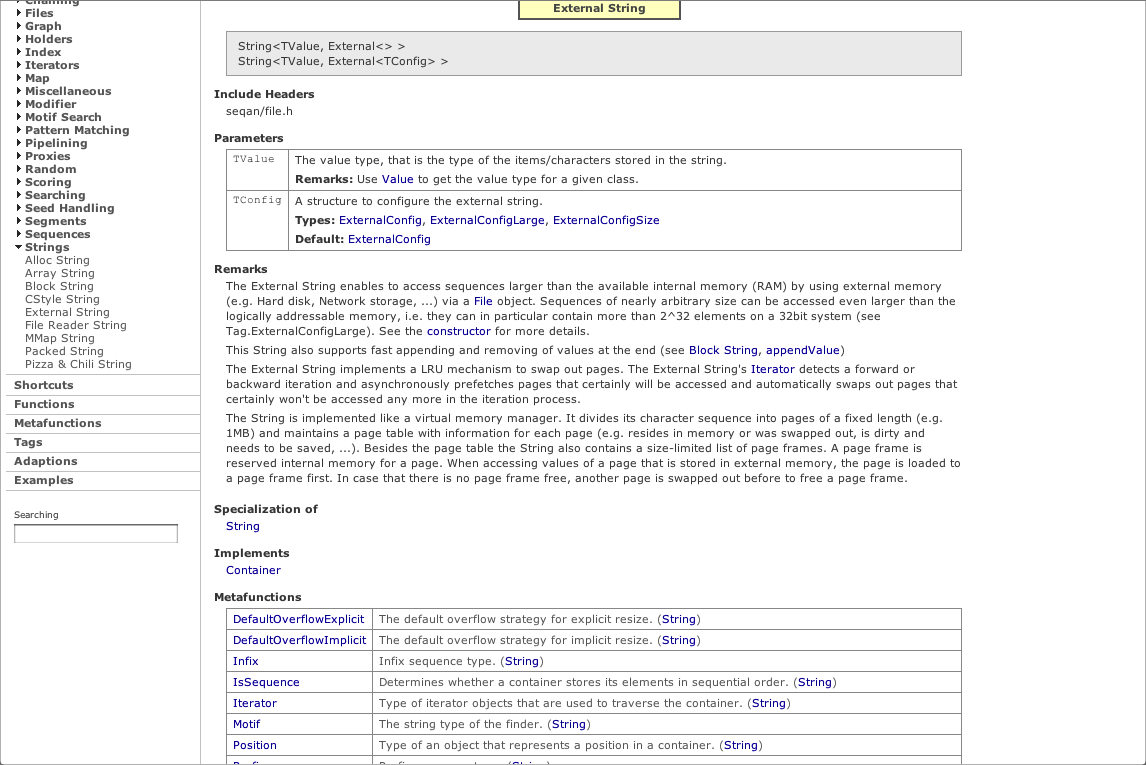 Chaining
Files
Graph
Holders
Index
Iterators
Map
Miscellaneous
Modifier
Motif Search
Pattern Matching
Pipelining
Proxies
Random
Scoring
Searching
Seed Handling
Segments
Sequences
Strings
Alloc String
Array String
Block String
CStyle String
External String
File Reader String
MMap String
Packed String
Pizza & Chili String
Shortcuts
Functions
Metafunctions
Tags
Adaptions
Examples
Searching
External String
String<TValue, External<> >
String<TValue, External<TConfig> >
Include Headers
seqan/file.h
Parameters
TValue The value type, that is the type of the items/characters stored in the string.
Remarks: Use Value to get the value type for a given class.
TConfig A structure to configure the external string.
Types: ExternalConfig, ExternalConfigLarge, ExternalConfigSize
Default: ExternalConfig
Remarks
The External String enables to access sequences larger than the available internal memory (RAM) by using external memory
(e.g. Hard disk, Network storage, ...) via a File object. Sequences of nearly arbitrary size can be accessed even larger than the
logically addressable memory, i.e. they can in particular contain more than 2^32 elements on a 32bit system (see
Tag.ExternalConfigLarge). See the constructor for more details.
This String also supports fast appending and removing of values at the end (see Block String, appendValue)
The External String implements a LRU mechanism to swap out pages. The External String's Iterator detects a forward or
backward iteration and asynchronously prefetches pages that certainly will be accessed and automatically swaps out pages that
certainly won't be accessed any more in the iteration process.
The String is implemented like a virtual memory manager. It divides its character sequence into pages of a fixed length (e.g.
1MB) and maintains a page table with information for each page (e.g. resides in memory or was swapped out, is dirty and
needs to be saved, ...). Besides the page table the String also contains a size-limited list of page frames. A page frame is
reserved internal memory for a page. When accessing values of a page that is stored in external memory, the page is loaded to
a page frame first. In case that there is no page frame free, another page is swapped out before to free a page frame.
Specialization of
String
Implements
Container
Metafunctions
DefaultOverflowExplicit The default overflow strategy for explicit resize. (String)
DefaultOverflowImplicit The default overflow strategy for implicit resize. (String)
Infix Infix sequence type. (String)
IsSequence Determines whether a container stores its elements in sequential order. (String)
Iterator Type of iterator objects that are used to traverse the container. (String)
Motif The string type of the finder. (String)
Position Type of an object that represents a position in a container. (String)